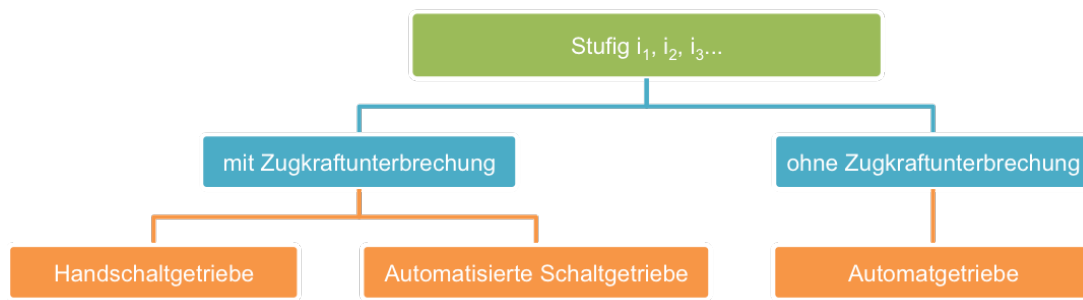 Stufig i₁, i₂, i₃...
mit Zugkraftunterbrechung
ohne Zugkraftunterbrechung
Handschaltgetriebe
Automatisierte Schaltgetriebe
Automatgetriebe